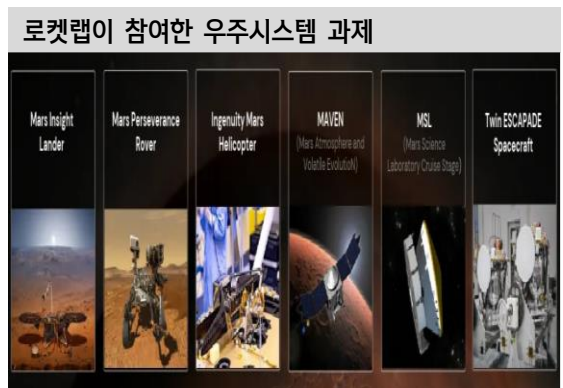 로켓랩이 참여한 우주시스템 과제
Mars Insight
Lander
Mars Perseverance
Rover
Ingenuity Mars
Helicopter
MAVEN
(Mars Atmosphere and
Volatile EvolutioN)
MSL
(Mars Science
Laboratory Cruise Stage)
Twin ESCAPADE
Spacecraft